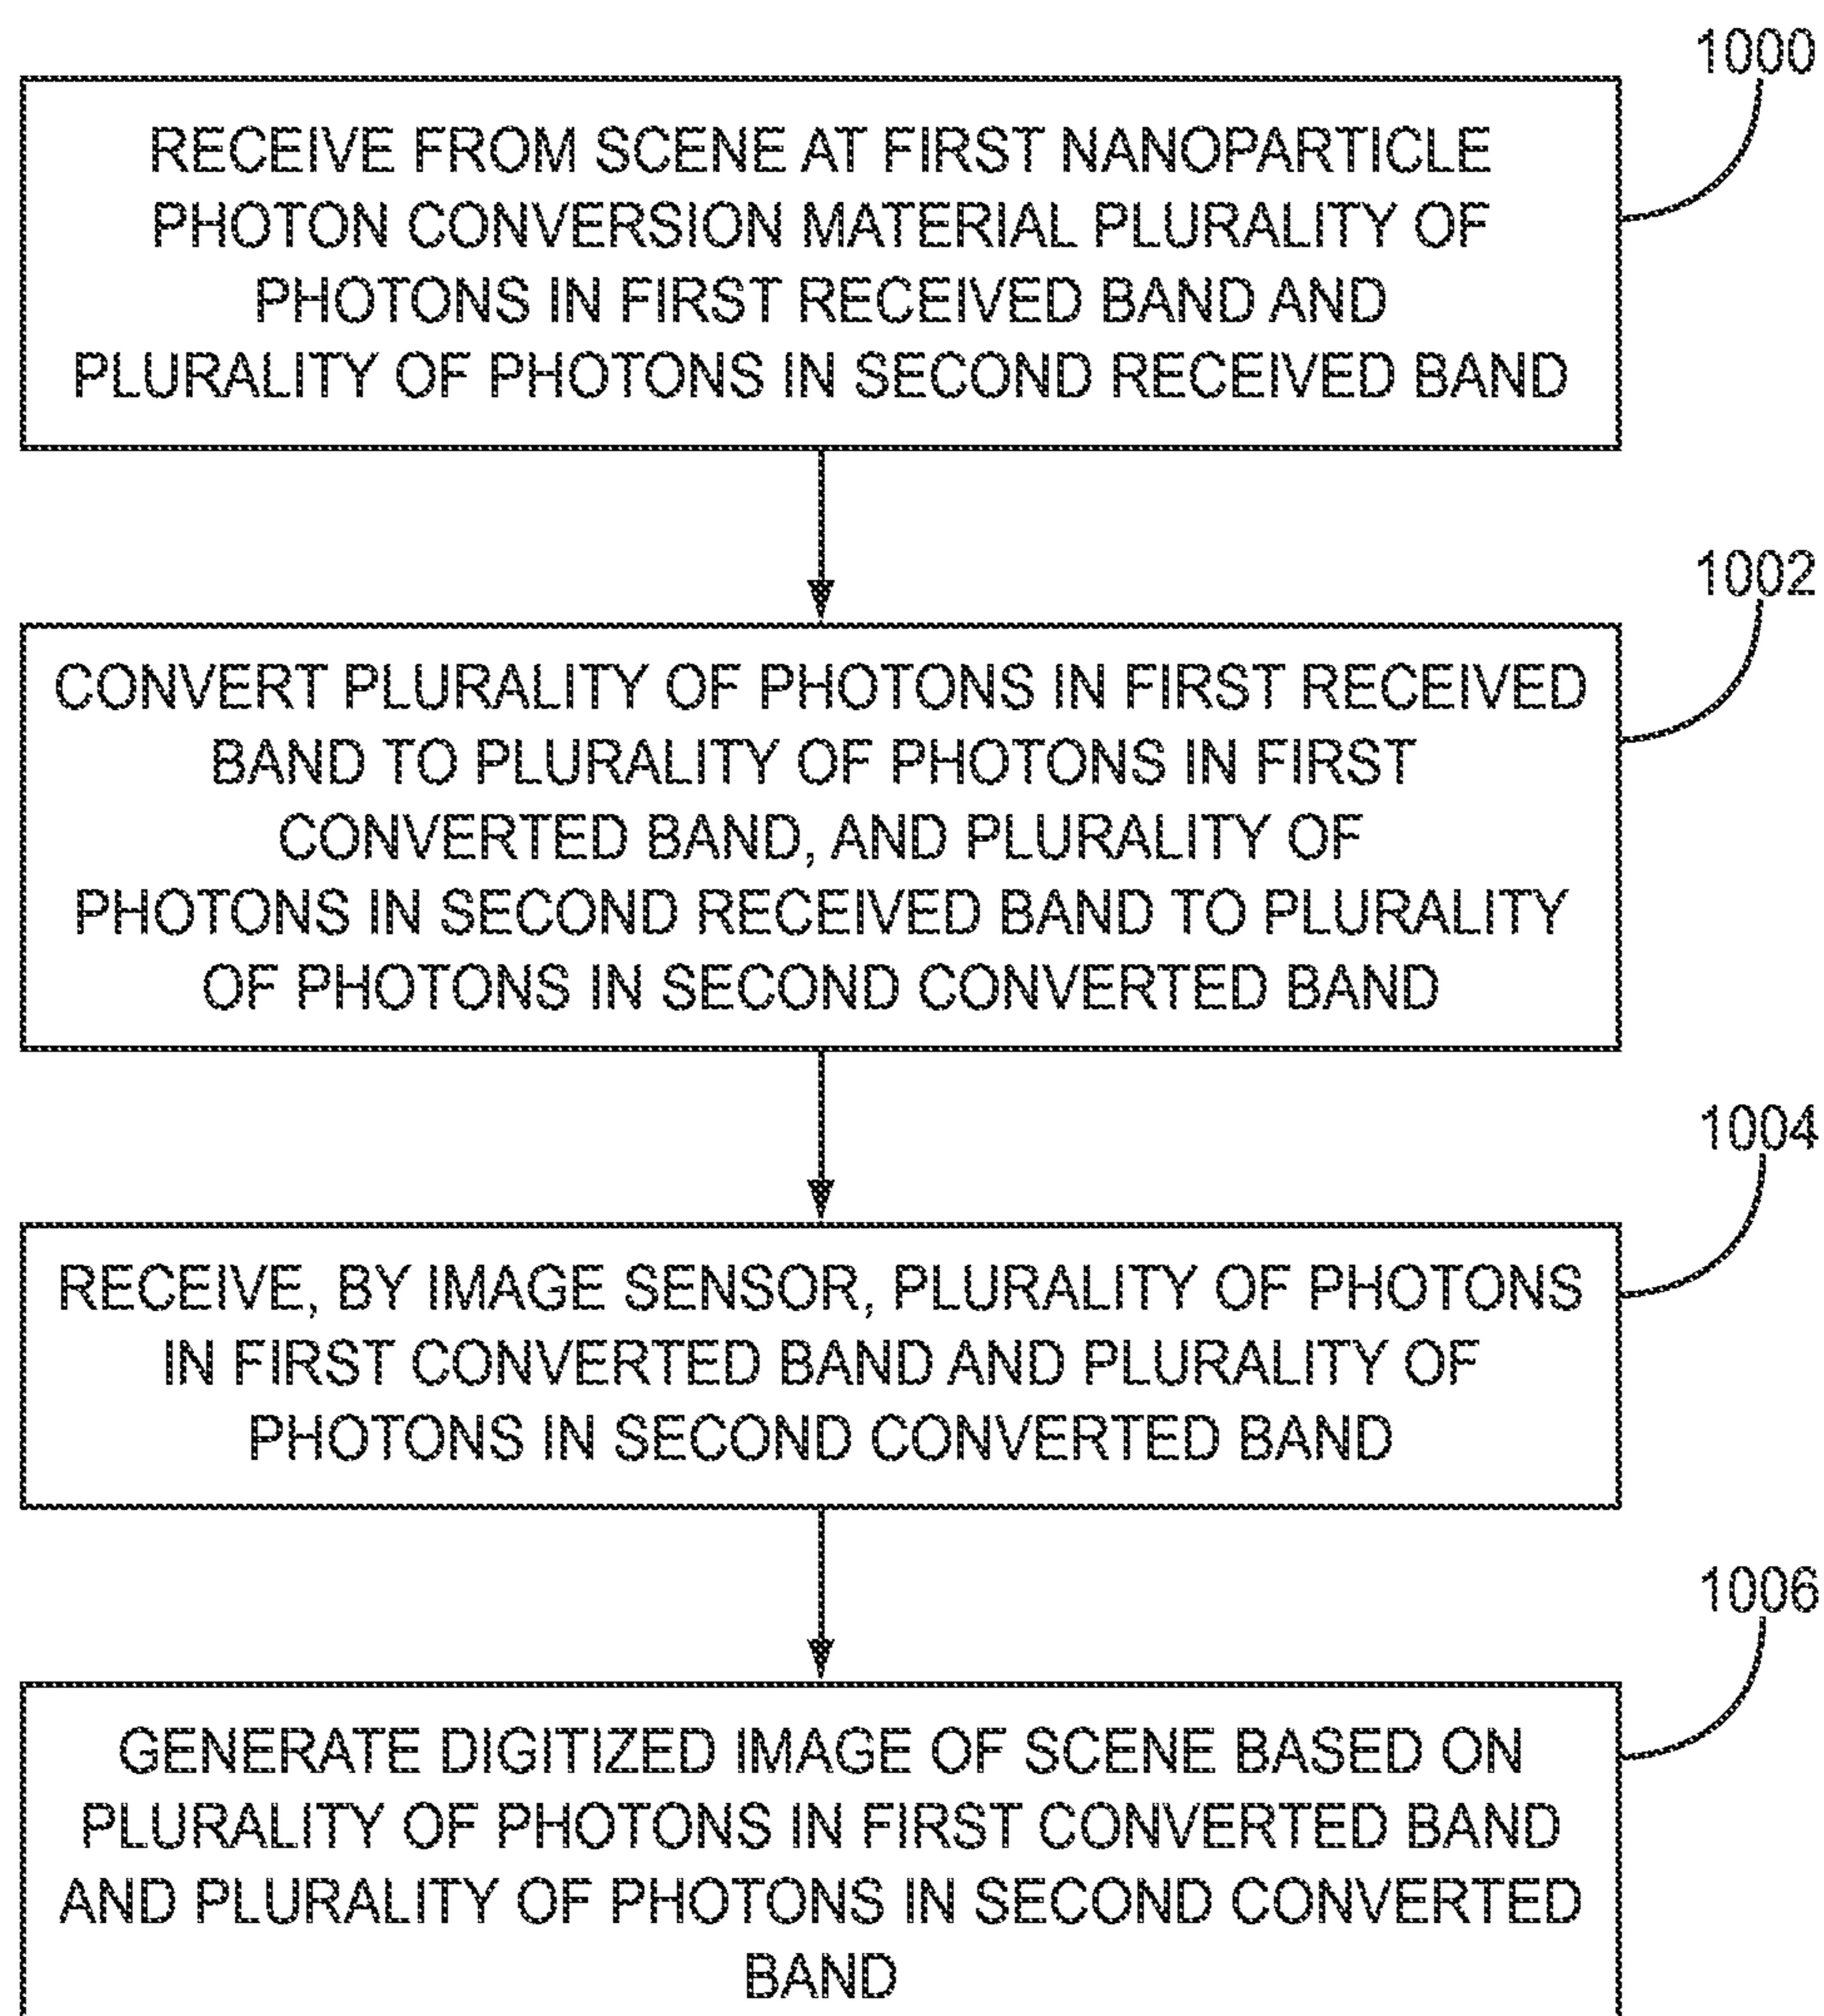 1000
RECEIVE FROM SCENE AT FIRST NANOPARTICLE
PHOTON CONVERSION MATERIAL PLURALITY OF
PHOTONS IN FIRST RECEIVED BAND AND
PLURALITY OF PHOTONS IN SECOND RECEIVED BAND
1002
CONVERT PLURALITY OF PHOTONS IN FIRST RECEIVED
BAND TO PLURALITY OF PHOTONS IN FIRST
CONVERTED BAND, AND PLURALITY OF
PHOTONS IN SECOND RECEIVED BAND TO PLURALITY
OF PHOTONS IN SECOND CONVERTED BAND
1004
RECEIVE, BY IMAGE SENSOR, PLURALITY OF PHOTONS
IN FIRST CONVERTED BAND AND PLURALITY OF
PHOTONS IN SECOND CONVERTED BAND
1006
GENERATE DIGITIZED IMAGE OF SCENE BASED ON
PLURALITY OF PHOTONS IN FIRST CONVERTED BAND
AND PLURALITY OF PHOTONS IN SECOND CONVERTED
BAND